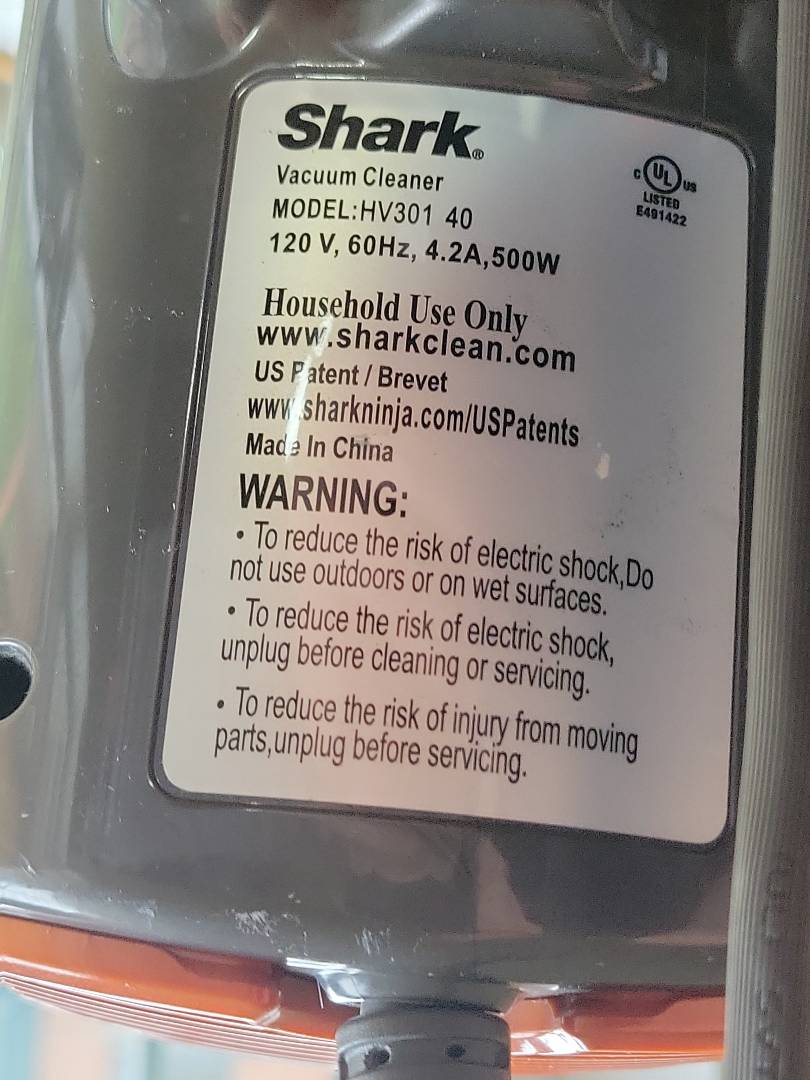 Shark®
Vacuum Cleaner
MODEL:HV301 40
120 V, 60Hz, 4.2A,500W
C UL US
LISTED
E491422
Household Use Only
www.sharkclean.com
US Patent / Brevet
www.sharkninja.com/USPatents
Made In China
WARNING:
• To reduce the risk of electric shock,Do
not use outdoors or on wet surfaces.
• To reduce the risk of electric shock,
unplug before cleaning or servicing.
• To reduce the risk of injury from moving
parts,unplug before servicing.